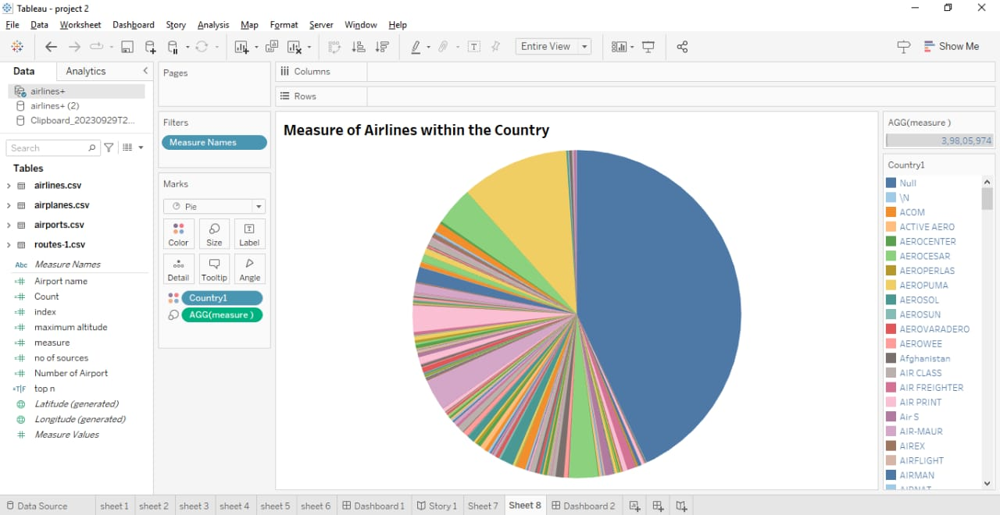 Tableau - project 2
File Data Worksheet Dashboard Story Analysis Map Format Server Window Help
Entire View
Show Me
Data Analytics
airlines+
airlines+ (2)
Clipboard_20230929T2...
Search
Tables
airlines.csv
airplanes.csv
airports.csv
routes-1.csv
Abc Measure Names
Airport name
Count
index
maximum altitude
measure
no of sources
Number of Airport
=T|F top n
Latitude (generated)
Longitude (generated)
Measure Values
Pages
Filters
Measure Names
Marks
Pie
Color Size Label
Detail Tooltip Angle
Country1
AGG(measure )
Columns
Rows
Measure of Airlines within the Country
AGG(measure )
3,98,05,974
Country1
Null
\N
ACOM
ACTIVE AERO
AEROCENTER
AEROCESAR
AEROPERLAS
AEROPUMA
AEROSOL
AEROSUN
AEROVARADERO
AEROWEE
Afghanistan
AIR CLASS
AIR FREIGHTER
AIR PRINT
Air S
AIR-MAUR
AIREX
AIRFLIGHT
AIRMAN
AIRNAT
Data Source sheet 1 sheet 2 sheet 3 sheet 4 sheet 5 sheet 6 Dashboard 1 Story 1 Sheet 7 Sheet 8 Dashboard 2